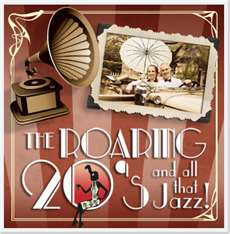 THE ROARING
20's and all
that
Jazz!